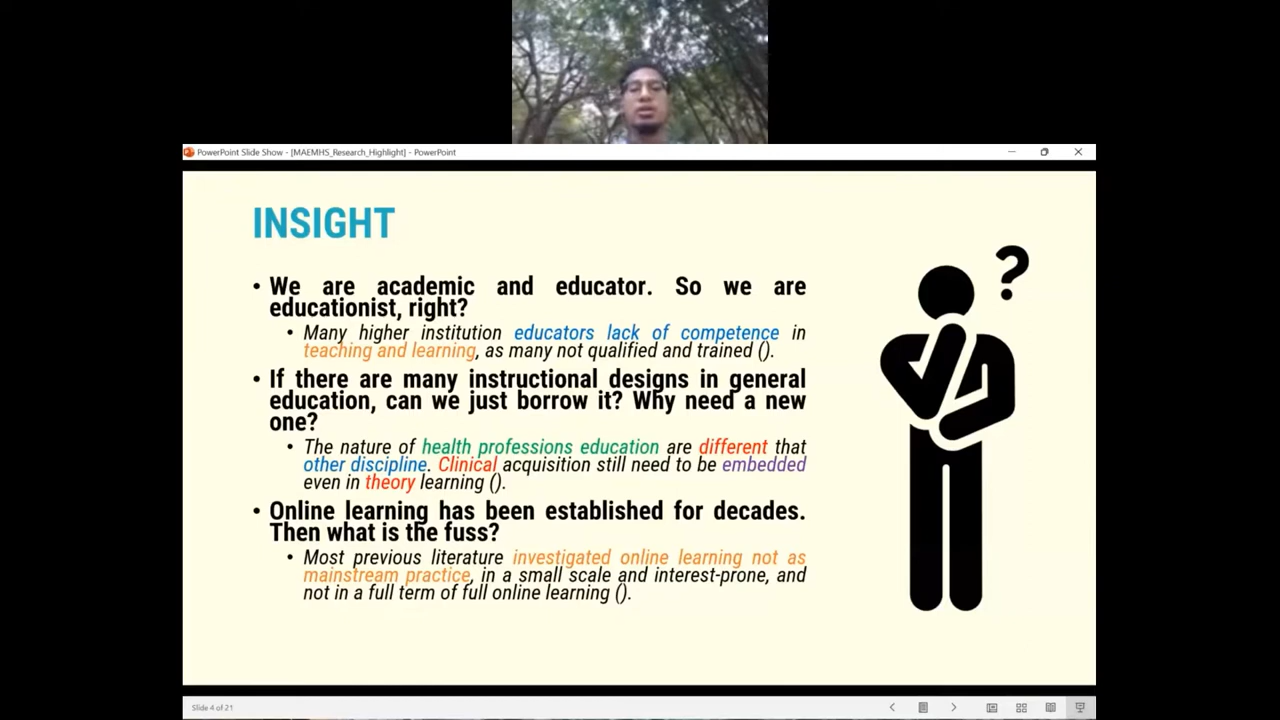 PowerPoint Slide Show - [MAEMHS_Research_Highlight] - PowerPoint
INSIGHT
• We are academic and educator. So we are
educationist, right?
• Many higher institution educators lack of competence in
teaching and learning, as many not qualified and trained ().
• If there are many instructional designs in general
education, can we just borrow it? Why need a new
one?
• The nature of health professions education are different that
other discipline. Clinical acquisition still need to be embedded
even in theory learning ().
• Online learning has been established for decades.
Then what is the fuss?
• Most previous literature investigated online learning not as
mainstream practice, in a small scale and interest-prone, and
not in a full term of full online learning ().
?
Slide 4 of 21